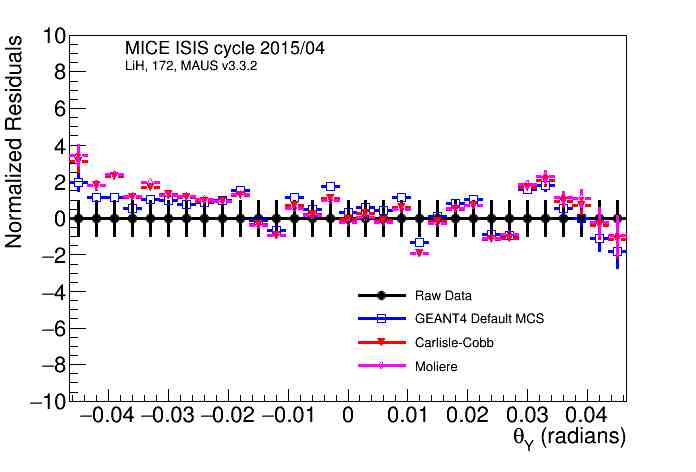 MICE ISIS cycle 2015/04
LiH, 172, MAUS v3.3.2
Normalized Residuals
10
8
6
4
2
0
−2
−4
−6
−8
−10
Raw Data
GEANT4 Default MCS
Carlisle-Cobb
Moliere
−0.04 −0.03 −0.02 −0.01 0 0.01 0.02 0.03 0.04
θY (radians)